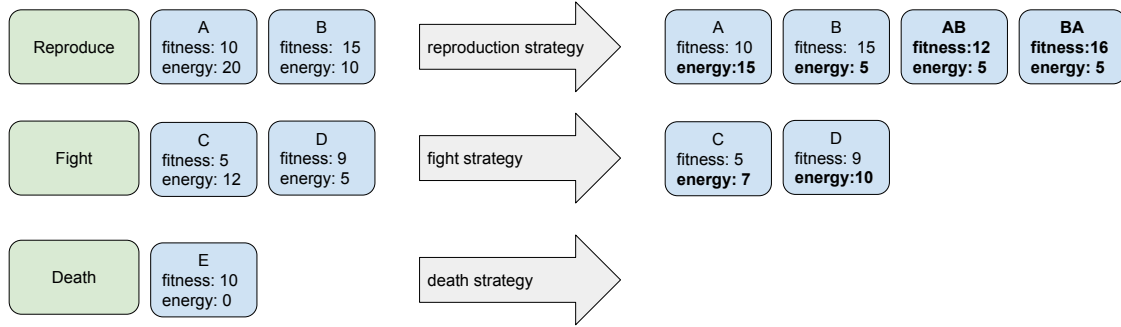 Reproduce
A
fitness: 10
energy: 20
B
fitness:  15
energy: 10
reproduction strategy
A
fitness: 10
energy:15
B
fitness:  15
energy: 5
AB
fitness:12
energy: 5
BA
fitness:16
energy: 5
Fight
C
fitness: 5
energy: 12
D
fitness: 9
energy: 5
fight strategy
C
fitness: 5
energy: 7
D
fitness: 9
energy:10
Death
E
fitness: 10
energy: 0
death strategy